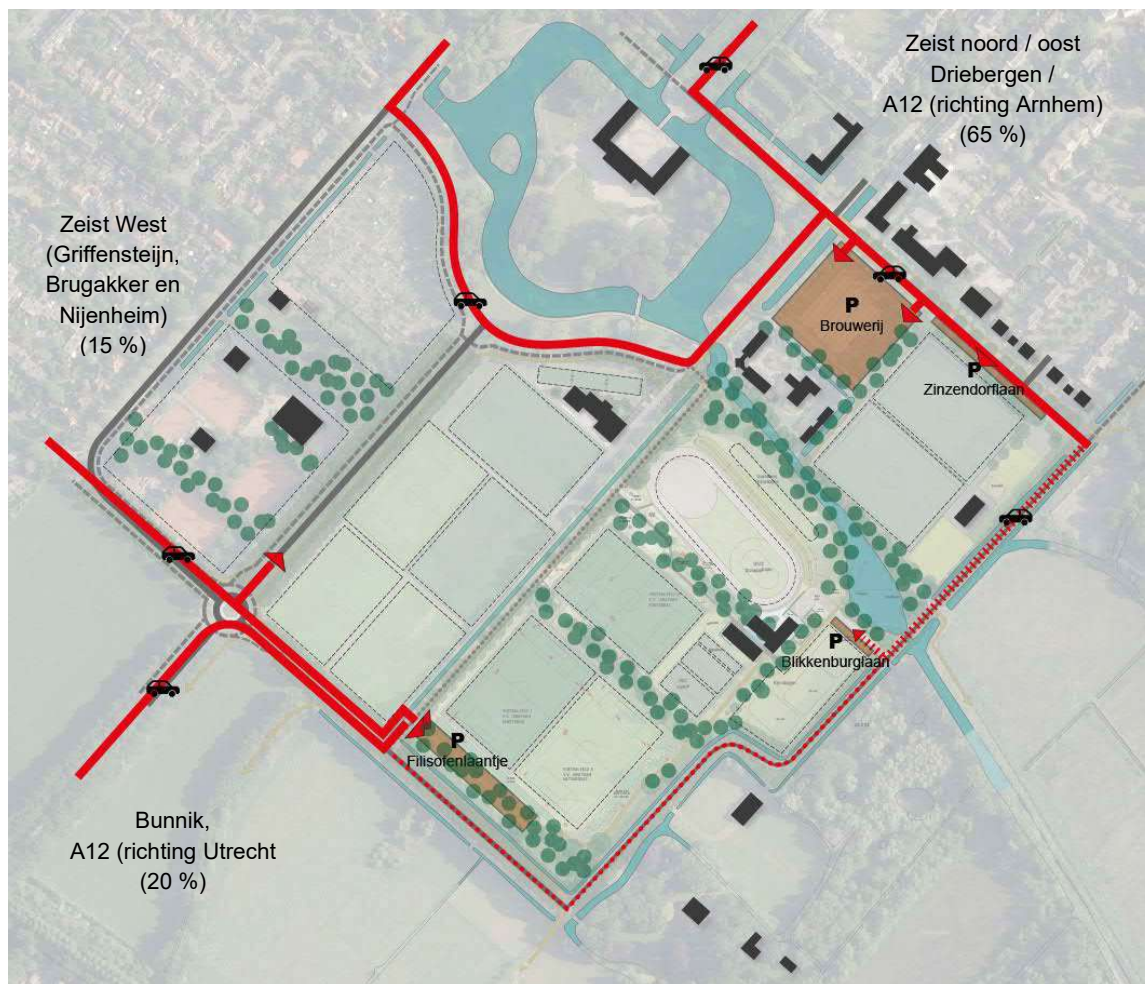 Zeist noord / oost
Driebergen /
A12 (richting Arnhem)
(65 %)
Zeist West
(Griffensteijn,
Brugakker en
Nijenheim)
(15 %)
P
Brouwerij
P
Zinzendorflaan
P
Blikkenburglaan
P
Filisofenlaantje
Bunnik,
A12 (richting Utrecht
(20 %)